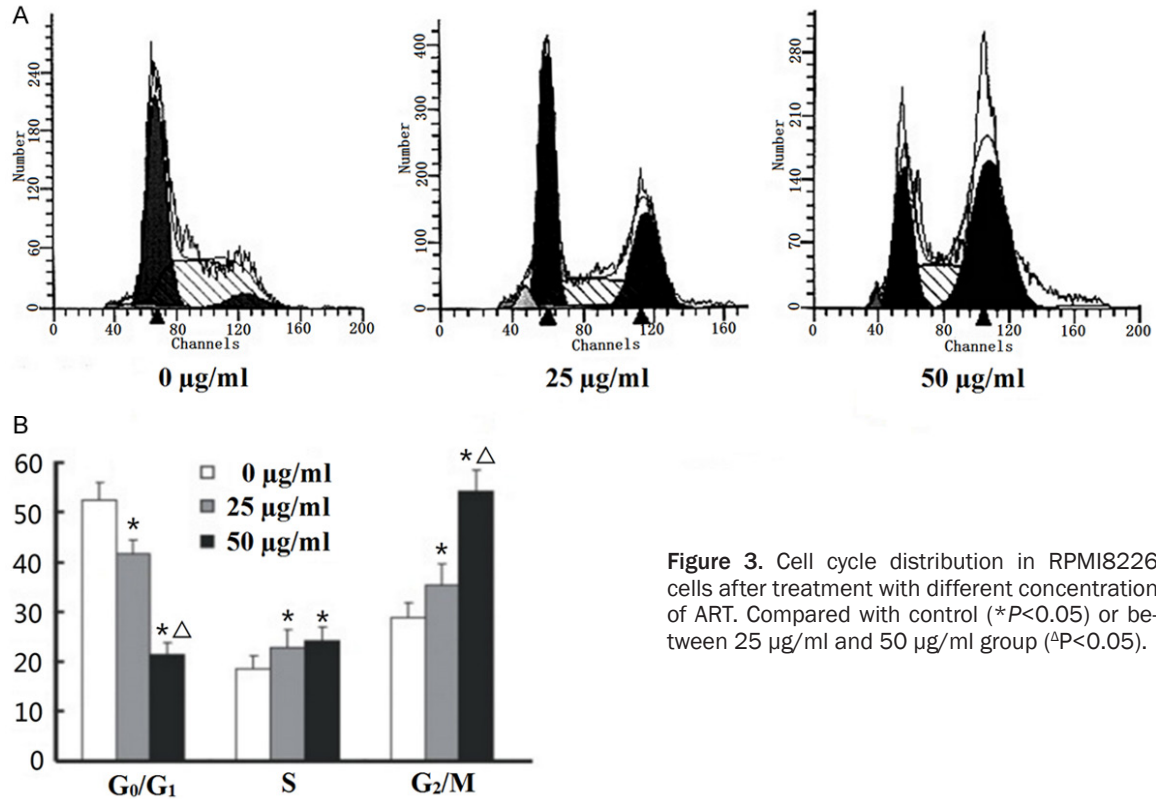 A
Number
240
180
120
60
0
0 40 80 120 160 200
Channels
0 µg/ml
Number
400
300
200
100
0
0 40 80 120 160
Channels
25 µg/ml
Number
280
210
140
70
0
0 40 80 120 160 200
Channels
50 µg/ml
B
60
50
40
30
20
10
0
0 µg/ml
25 µg/ml
50 µg/ml
*
*△
*
*
*
*△
G₀/G₁ S G₂/M
Figure 3. Cell cycle distribution in RPMI8226
cells after treatment with different concentration
of ART. Compared with control (*P<0.05) or be-
tween 25 µg/ml and 50 µg/ml group (ΔP<0.05).